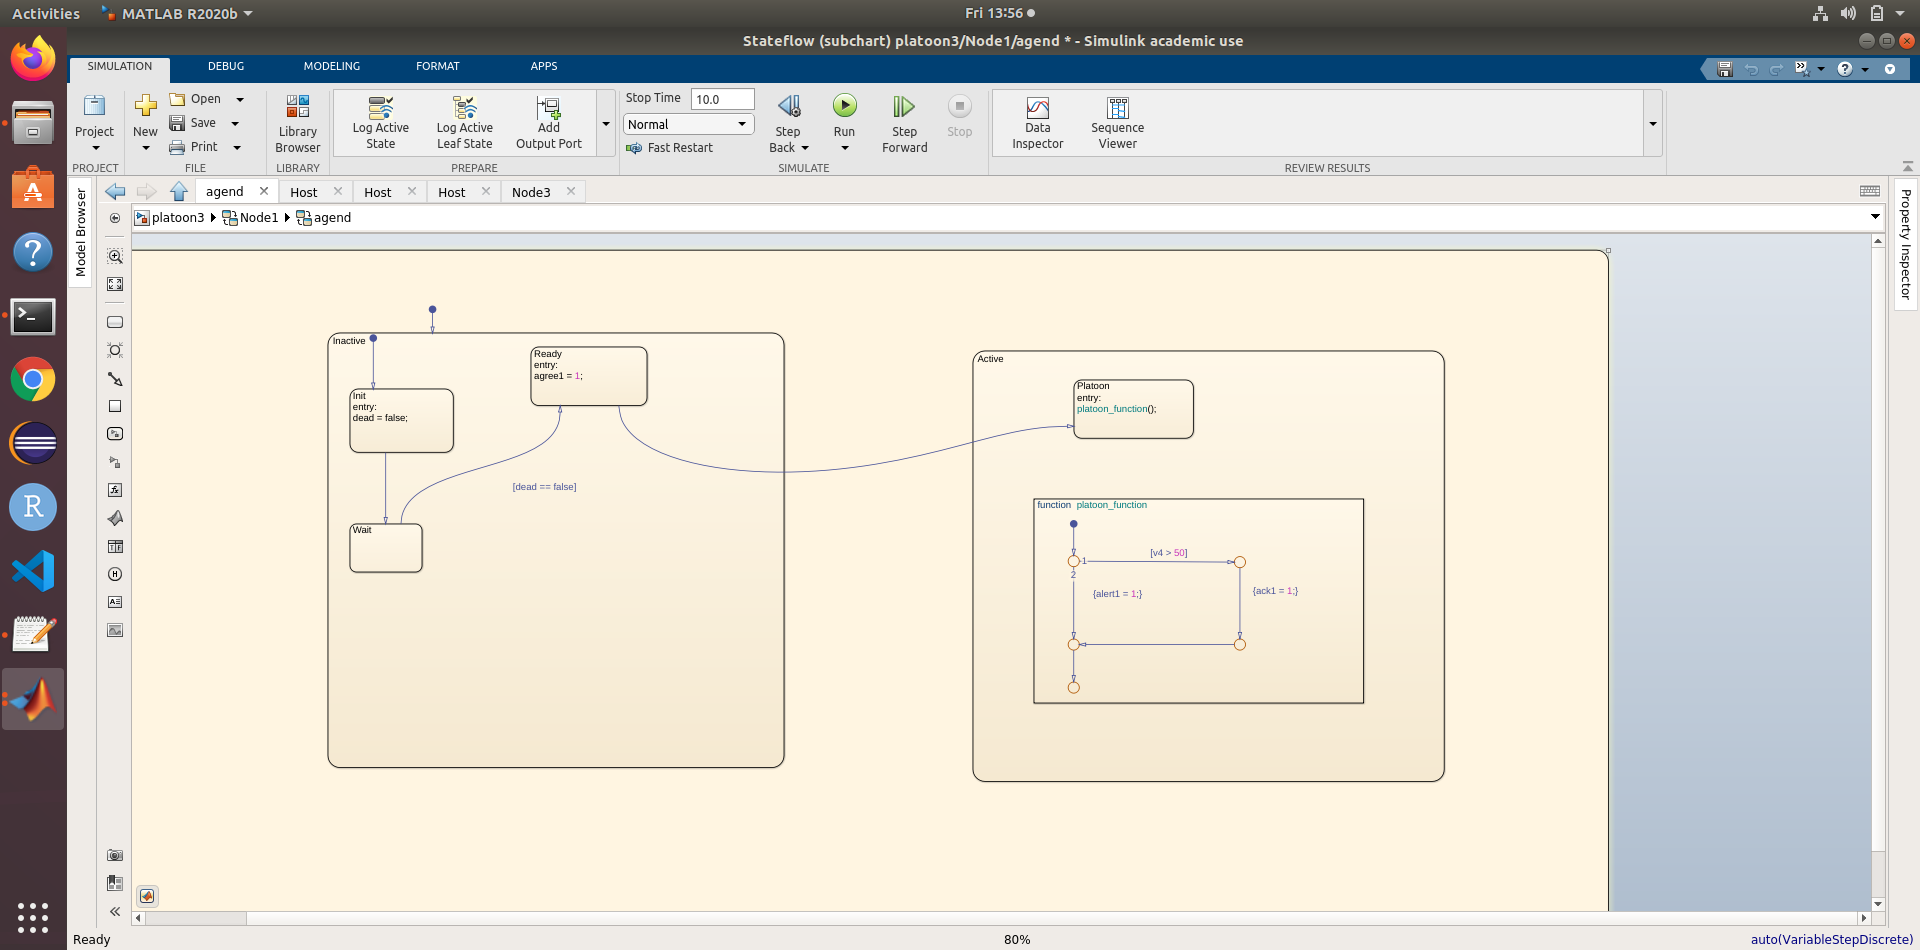 Activities
MATLAB R2020b
Fri 13:56
Stateflow (subchart) platoon3/Node1/agend * - Simulink academic use
SIMULATION DEBUG MODELING FORMAT APPS
Project
PROJECT
New
Open
Save
Print
FILE
Library
Browser
LIBRARY
Log Active
State
Log Active
Leaf State
Add
Output Port
PREPARE
Stop Time 10.0
Normal
Fast Restart
Step
Back
Run
Step
Forward
Stop
SIMULATE
Data
Inspector
Sequence
Viewer
REVIEW RESULTS
Model Browser
agend Host Host Host Node3
platoon3 Node1 agend
Property Inspector
Inactive
Init
entry:
dead = false;
Ready
entry:
agree1 = 1;
[dead == false]
Wait
Active
Platoon
entry:
platoon_function();
function platoon_function
1
[v4 > 50]
2
{alert1 = 1;}
{ack1 = 1;}
Ready
80%
auto(VariableStepDiscrete)